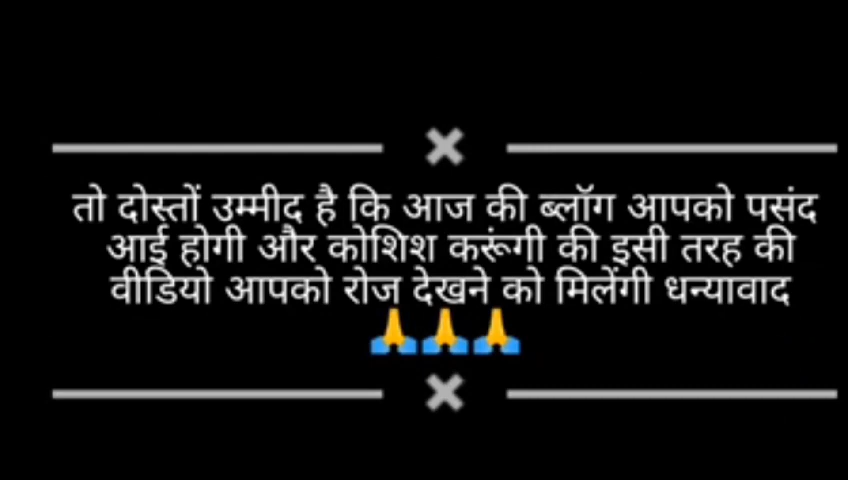 तो दोस्तों उम्मीद है कि आज की ब्लॉग आपको पसंद
आई होगी और कोशिश करूंगी की इसी तरह की
वीडियो आपको रोज देखने को मिलेंगी धन्यावाद
🙏🙏🙏